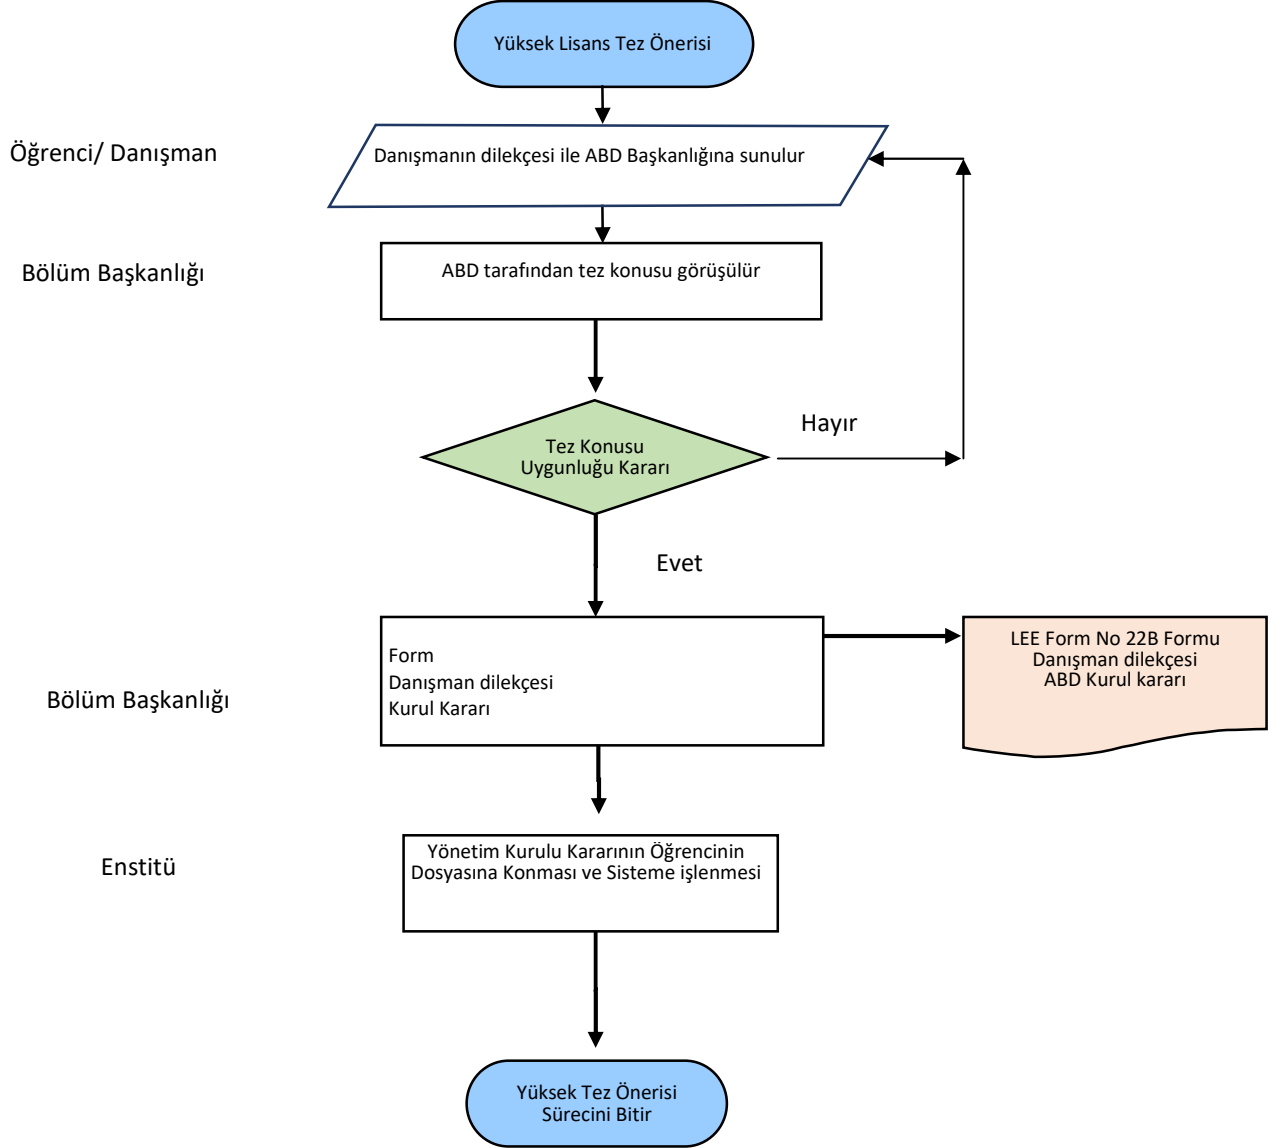 Yüksek Lisans Tez Önerisi
Öğrenci/ Danışman
Danışmanın dilekçesi ile ABD Başkanlığına sunulur
Bölüm Başkanlığı
ABD tarafından tez konusu görüşülür
Hayır
Tez Konusu
Uygunluğu Kararı
Evet
Bölüm Başkanlığı
Form
Danışman dilekçesi
Kurul Kararı
LEE Form No 22B Formu
Danışman dilekçesi
ABD Kurul kararı
Enstitü
Yönetim Kurulu Kararının Öğrencinin
Dosyasına Konması ve Sisteme işlenmesi
Yüksek Tez Önerisi
Sürecini Bitir